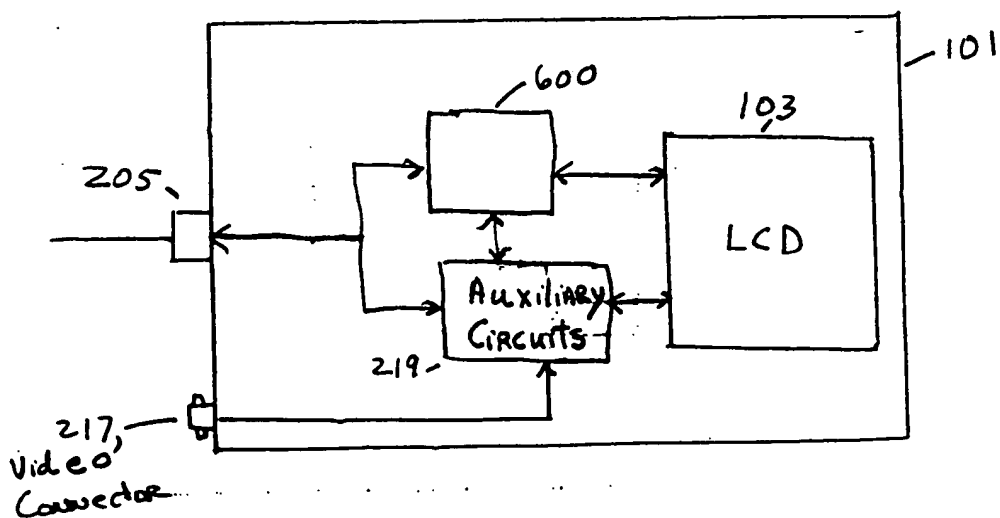 101
600
103
205
LCD
Auxiliary
Circuits
219
217,
Video
Connector